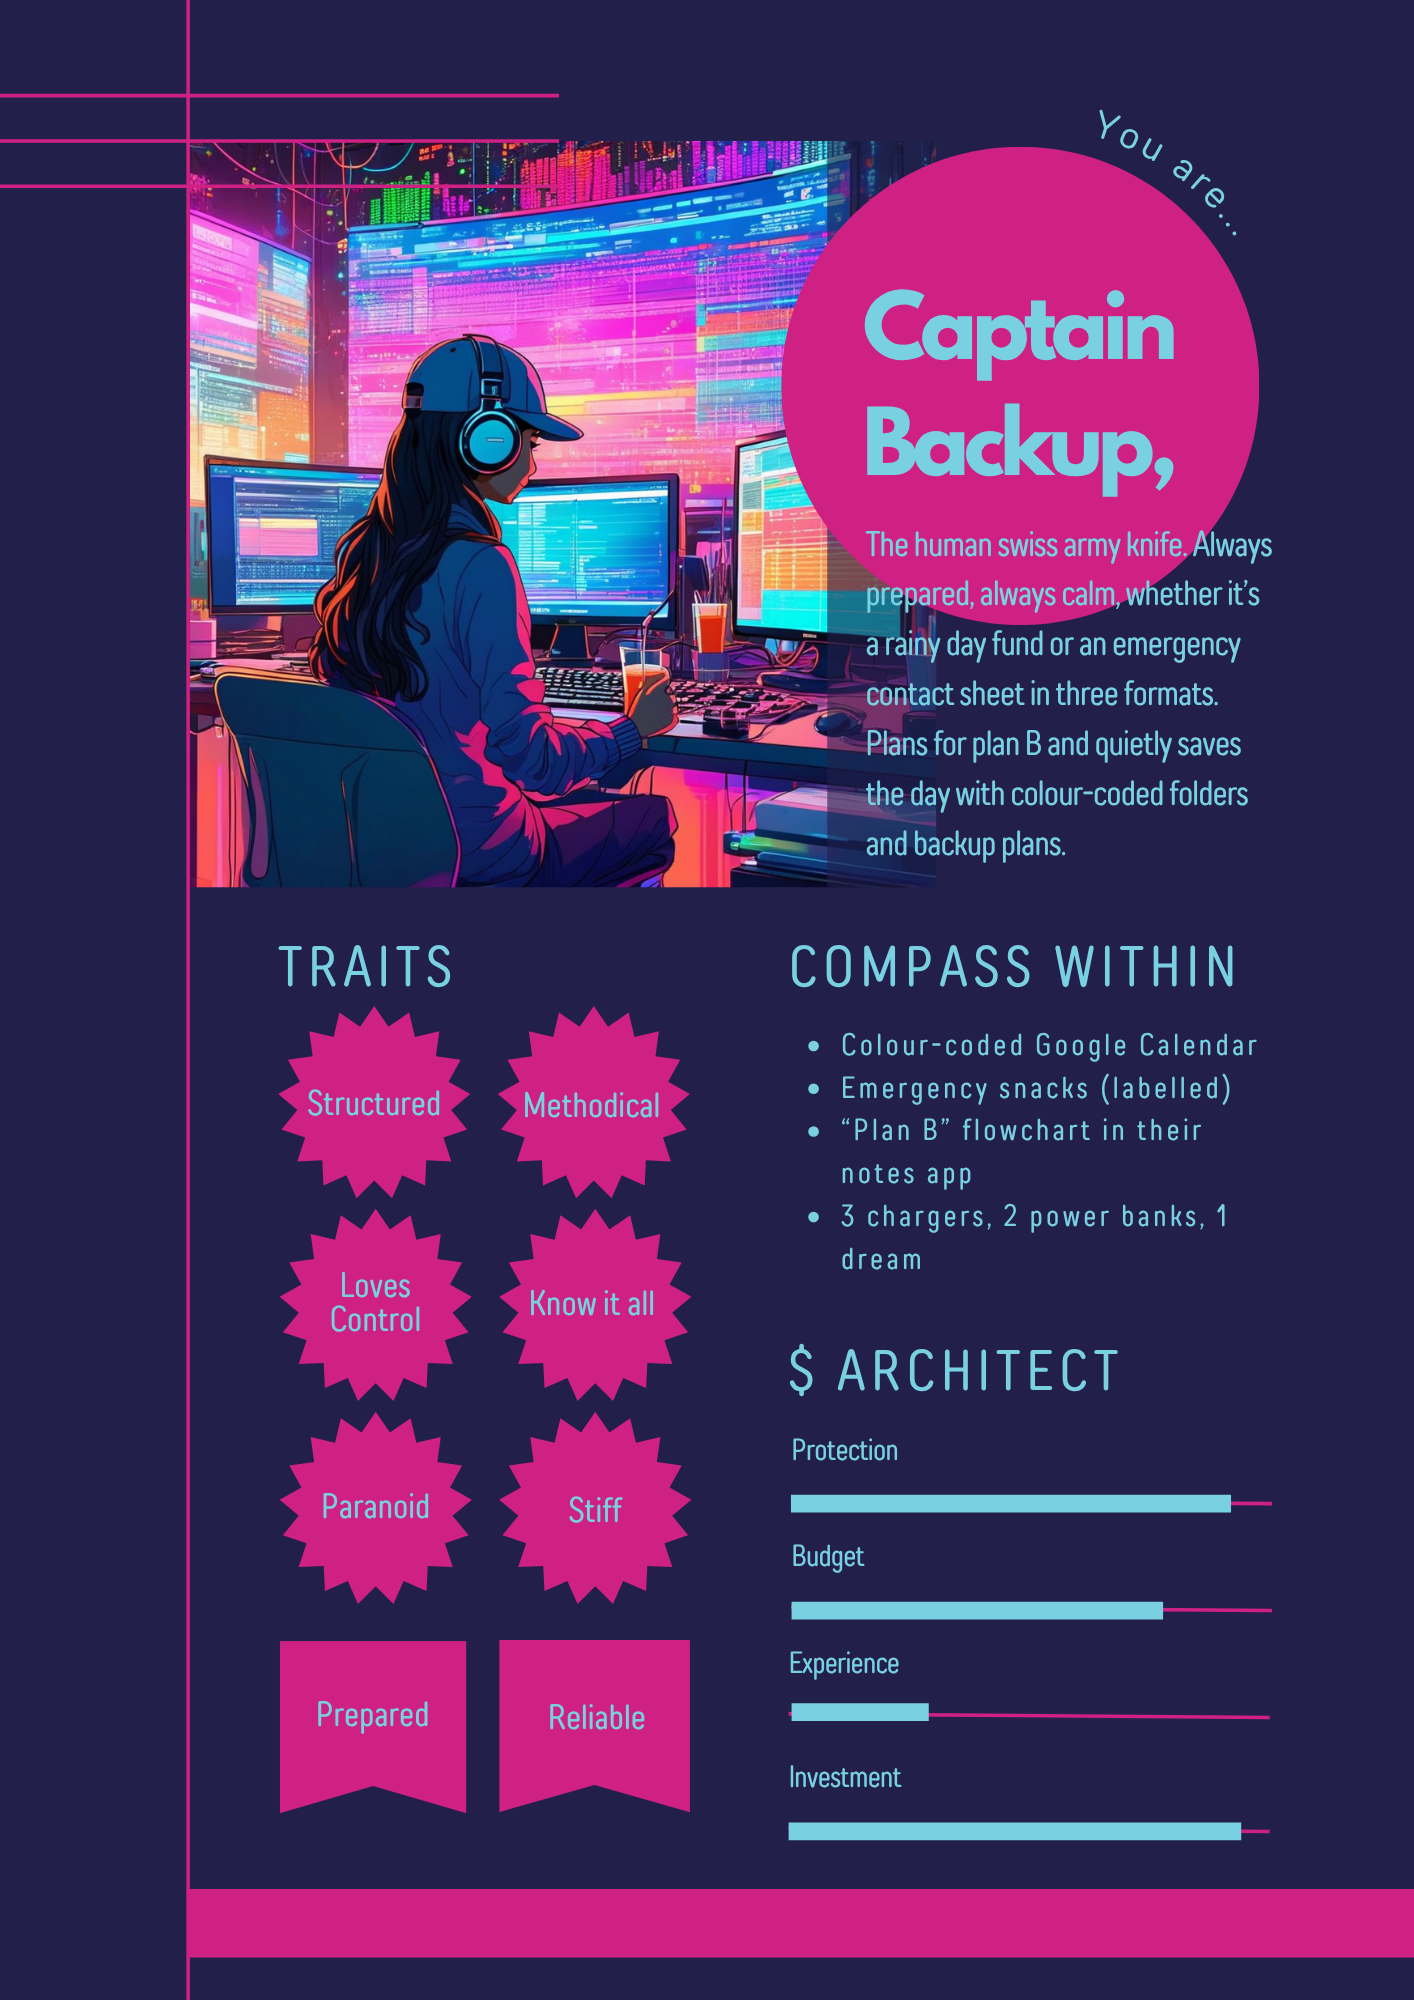 You are...
Captain
Backup,
The human swiss army knife. Always
prepared, always calm, whether it’s
a rainy day fund or an emergency
contact sheet in three formats.
Plans for plan B and quietly saves
the day with colour-coded folders
and backup plans.
TRAITS
Structured
Methodical
Loves
Control
Know it all
Paranoid
Stiff
Prepared
Reliable
COMPASS WITHIN
• Colour-coded Google Calendar
• Emergency snacks (labelled)
• “Plan B” flowchart in their
notes app
• 3 chargers, 2 power banks, 1
dream
$ ARCHITECT
Protection
Budget
Experience
Investment